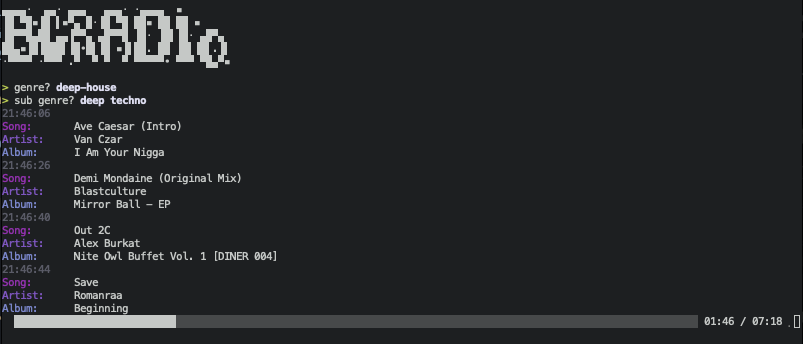 > genre? deep-house
> sub genre? deep techno
21:46:06
Song: Ave Caesar (Intro)
Artist: Van Czar
Album: I Am Your Nigga
21:46:26
Song: Demi Mondaine (Original Mix)
Artist: Blastculture
Album: Mirror Ball - EP
21:46:40
Song: Out 2C
Artist: Alex Burkat
Album: Nite Owl Buffet Vol. 1 [DINER 004]
21:46:44
Song: Save
Artist: Romanraa
Album: Beginning
01:46 / 07:18